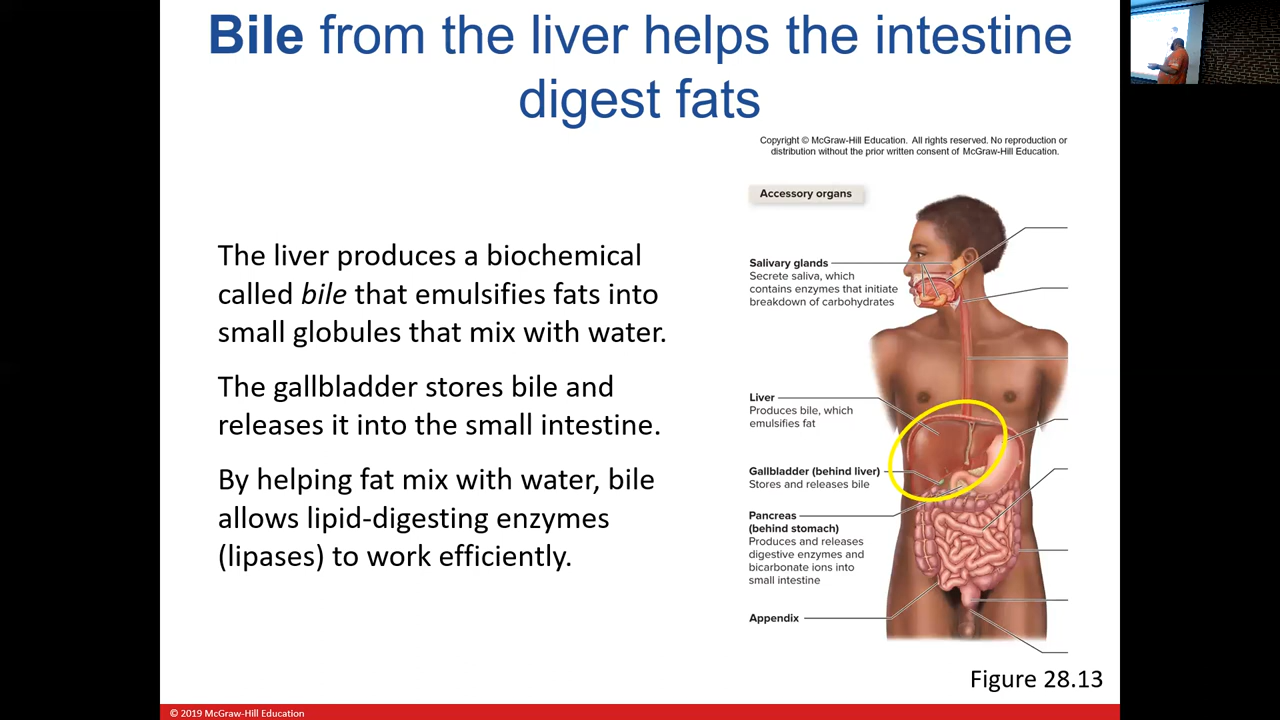 Bile from the liver helps the intestine
digest fats
Copyright © McGraw-Hill Education. All rights reserved. No reproduction or
distribution without the prior written consent of McGraw-Hill Education.
Accessory organs
The liver produces a biochemical
called bile that emulsifies fats into
small globules that mix with water.
The gallbladder stores bile and
releases it into the small intestine.
By helping fat mix with water, bile
allows lipid-digesting enzymes
(lipases) to work efficiently.
Salivary glands
Secrete saliva, which
contains enzymes that initiate
breakdown of carbohydrates
Liver
Produces bile, which
emulsifies fat
Gallbladder (behind liver)
Stores and releases bile
Pancreas
(behind stomach)
Produces and releases
digestive enzymes and
bicarbonate ions into
small intestine
Appendix
Figure 28.13
© 2019 McGraw-Hill Education